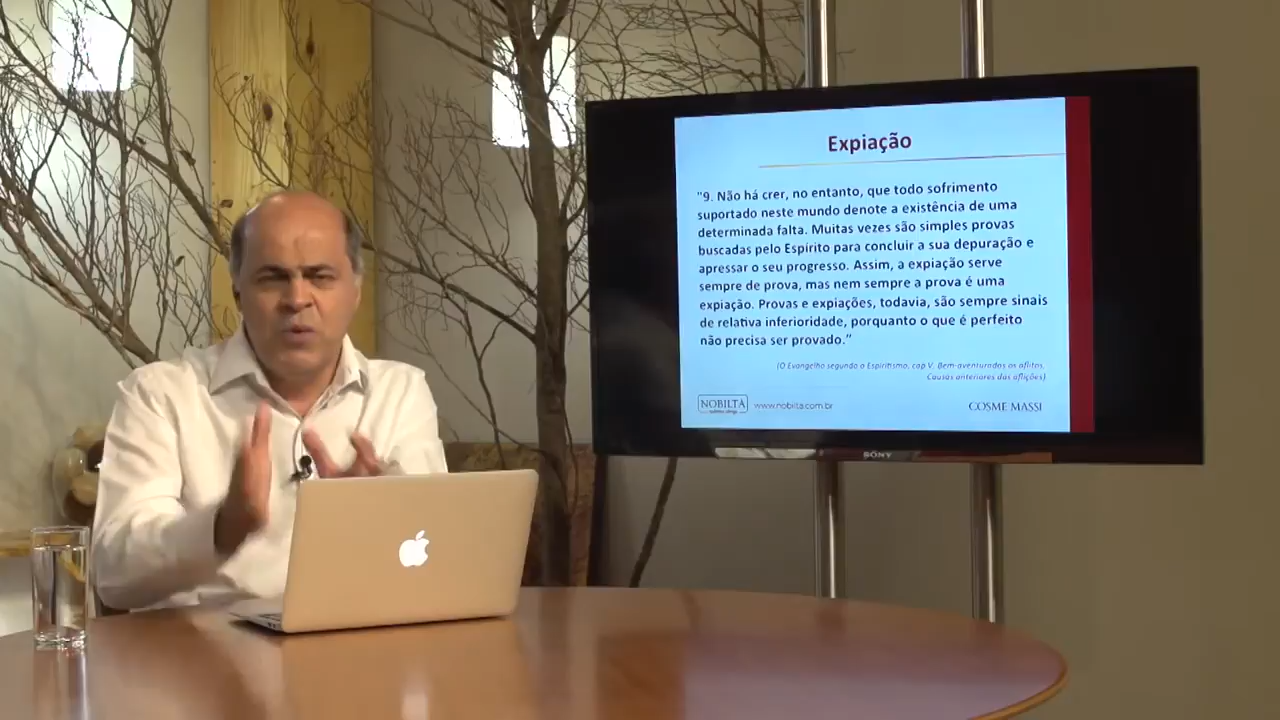 Expiação
"9. Não há crer, no entanto, que todo sofrimento
suportado neste mundo denote a existência de uma
determinada falta. Muitas vezes são simples provas
buscadas pelo Espírito para concluir a sua depuração e
apressar o seu progresso. Assim, a expiação serve
sempre de prova, mas nem sempre a prova é uma
expiação. Provas e expiações, todavia, são sempre sinais
de relativa inferioridade, porquanto o que é perfeito
não precisa ser provado.”
(O Evangelho segundo o Espiritismo, cap V. Bem-aventurados os aflitos,
Causas anteriores das aflições)
NOBILTÀ
www.nobilta.com.br
COSME MASSI
SONY